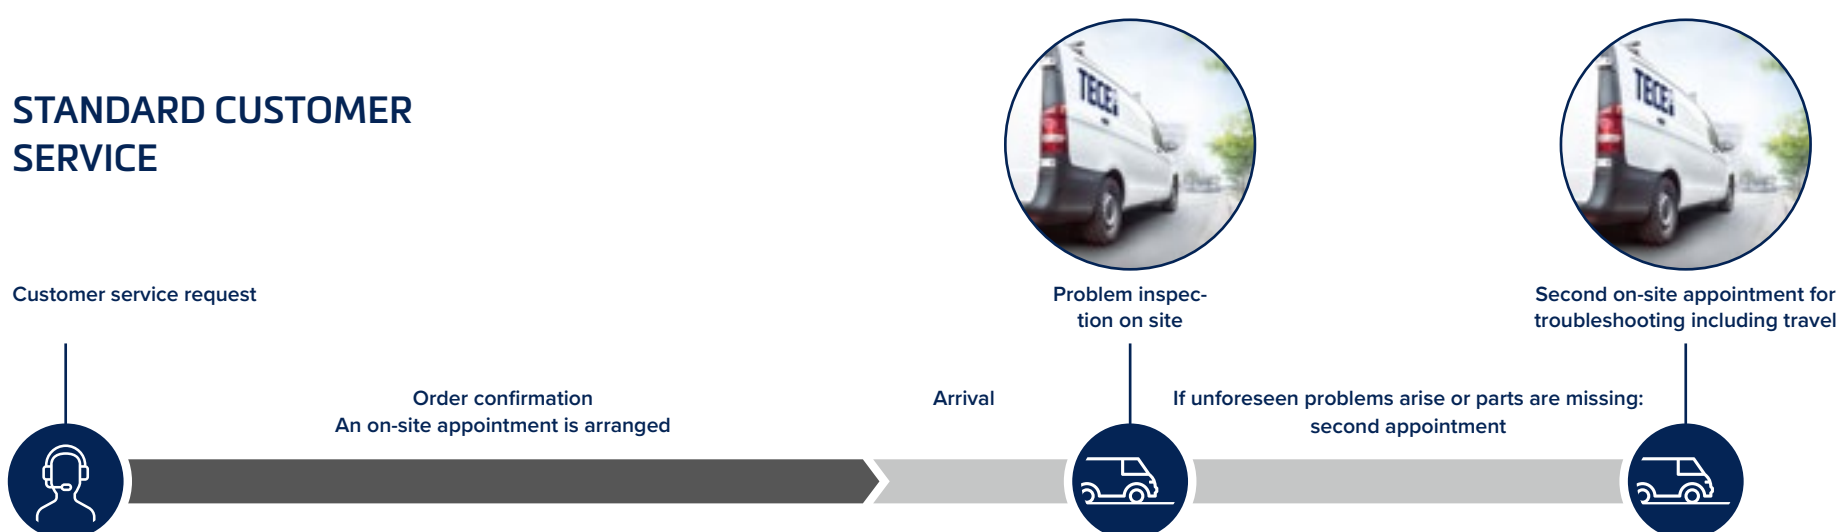 STANDARD CUSTOMER
SERVICE
TECE
TECE
Customer service request
Problem inspec-
tion on site
Second on-site appointment for
troubleshooting including travel
Order confirmation
An on-site appointment is arranged
Arrival
If unforeseen problems arise or parts are missing:
second appointment